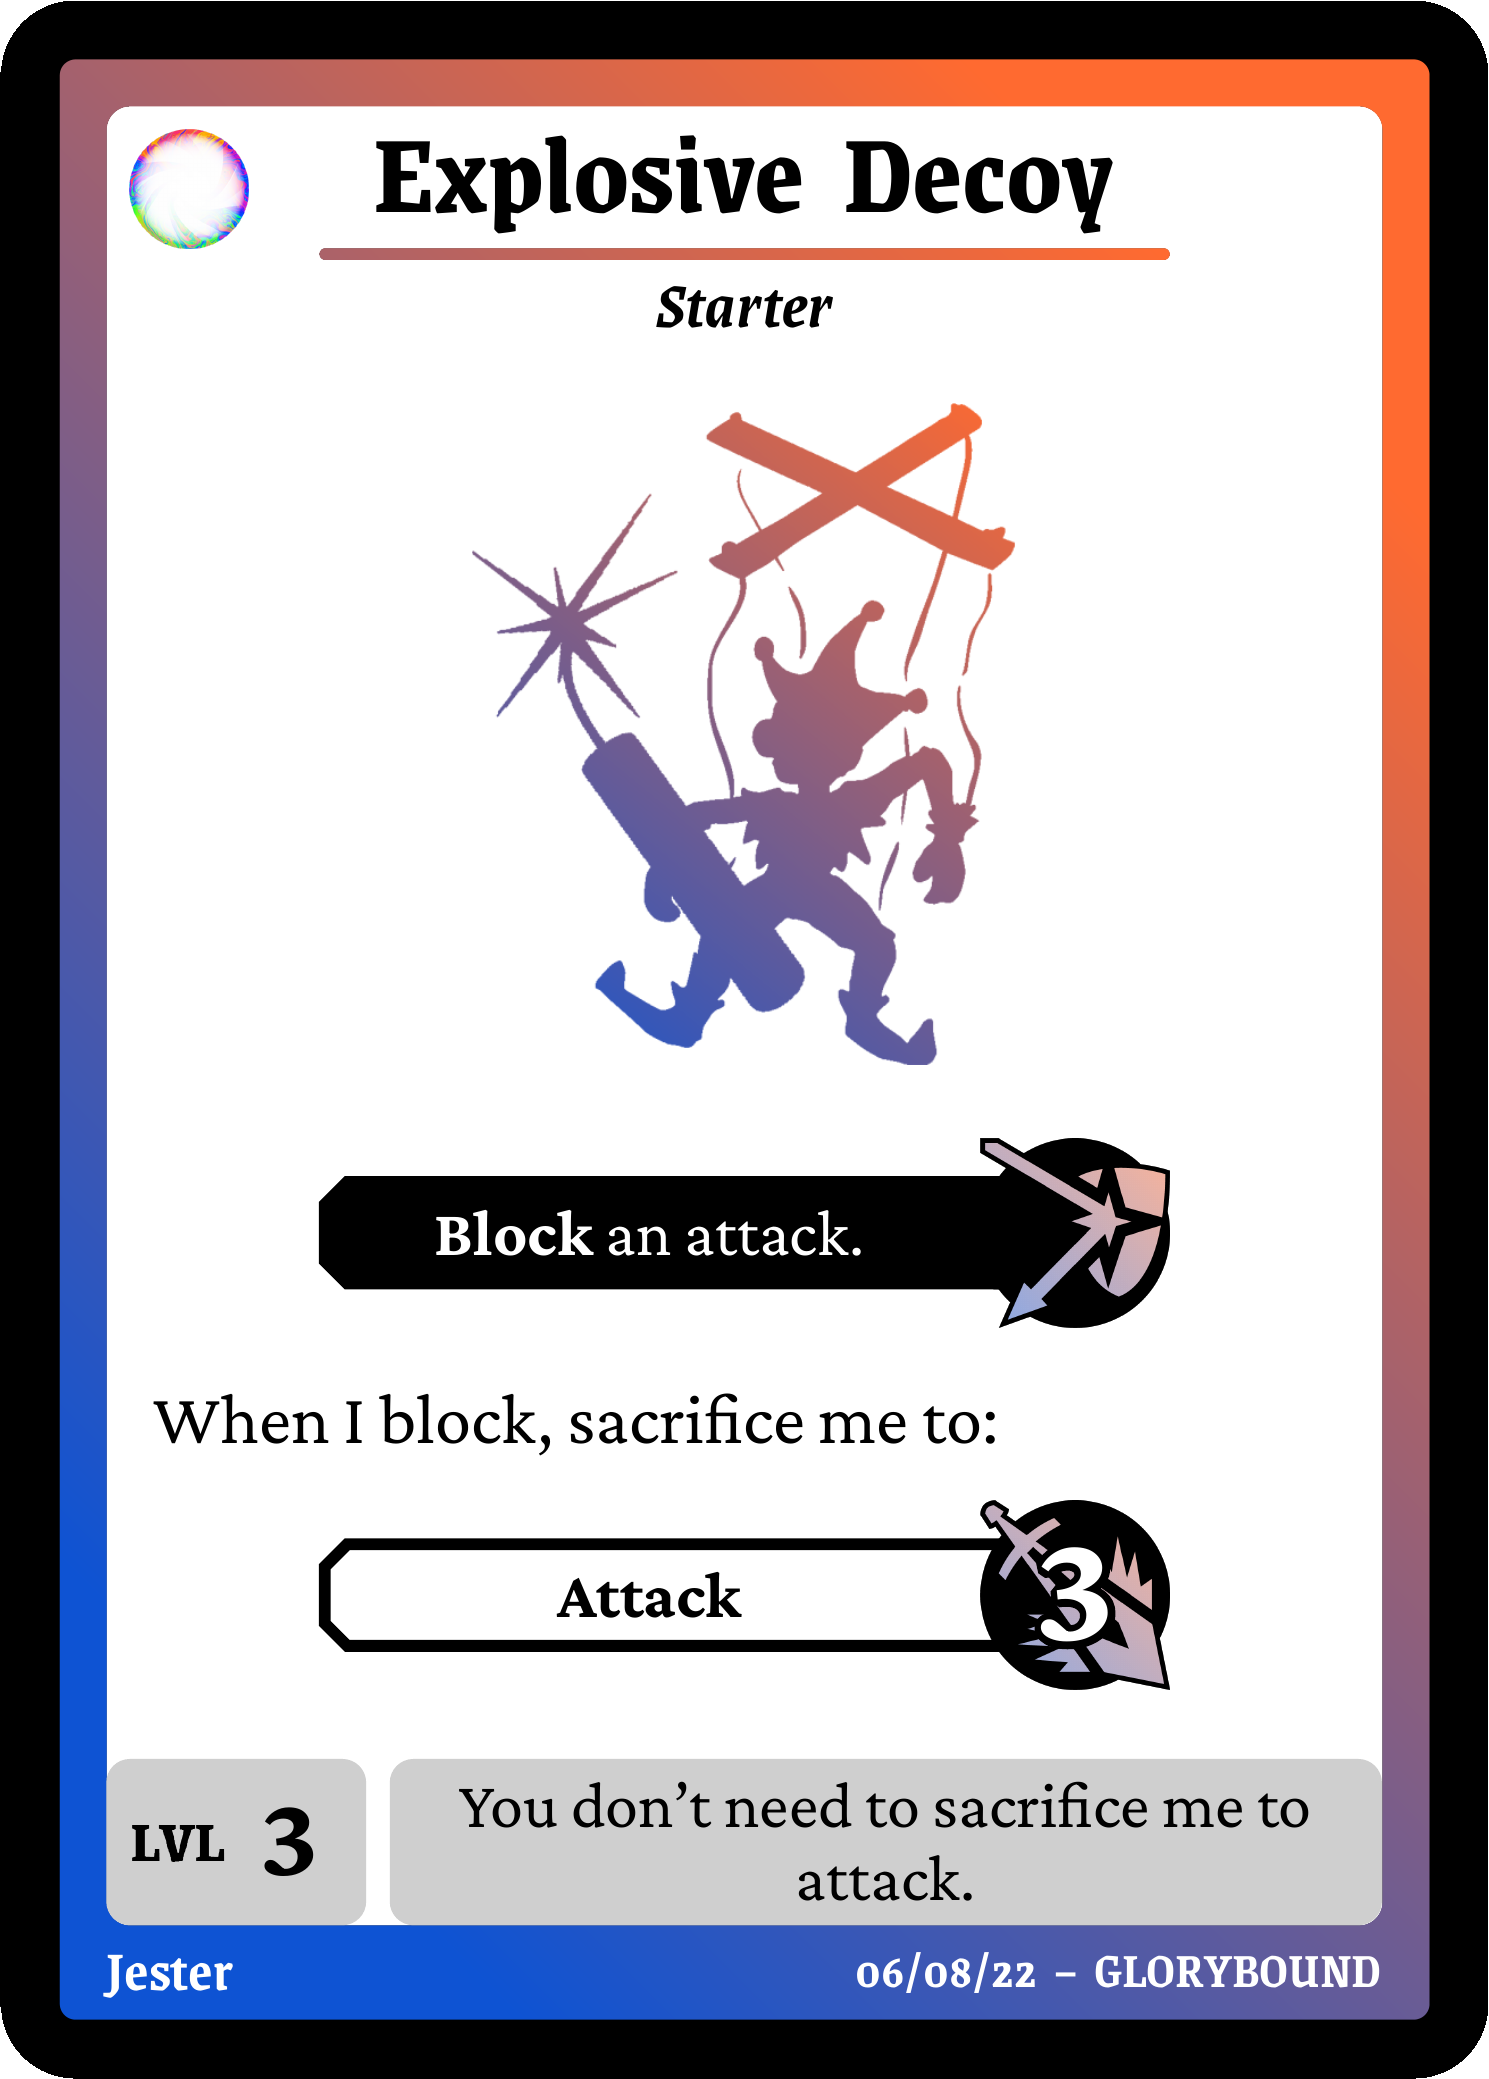 Explosive Decoy
Starter
Block an attack.
When I block, sacrifice me to:
Attack
3
LVL 3
You don’t need to sacrifice me to
attack.
Jester
06/08/22 – GLORYBOUND